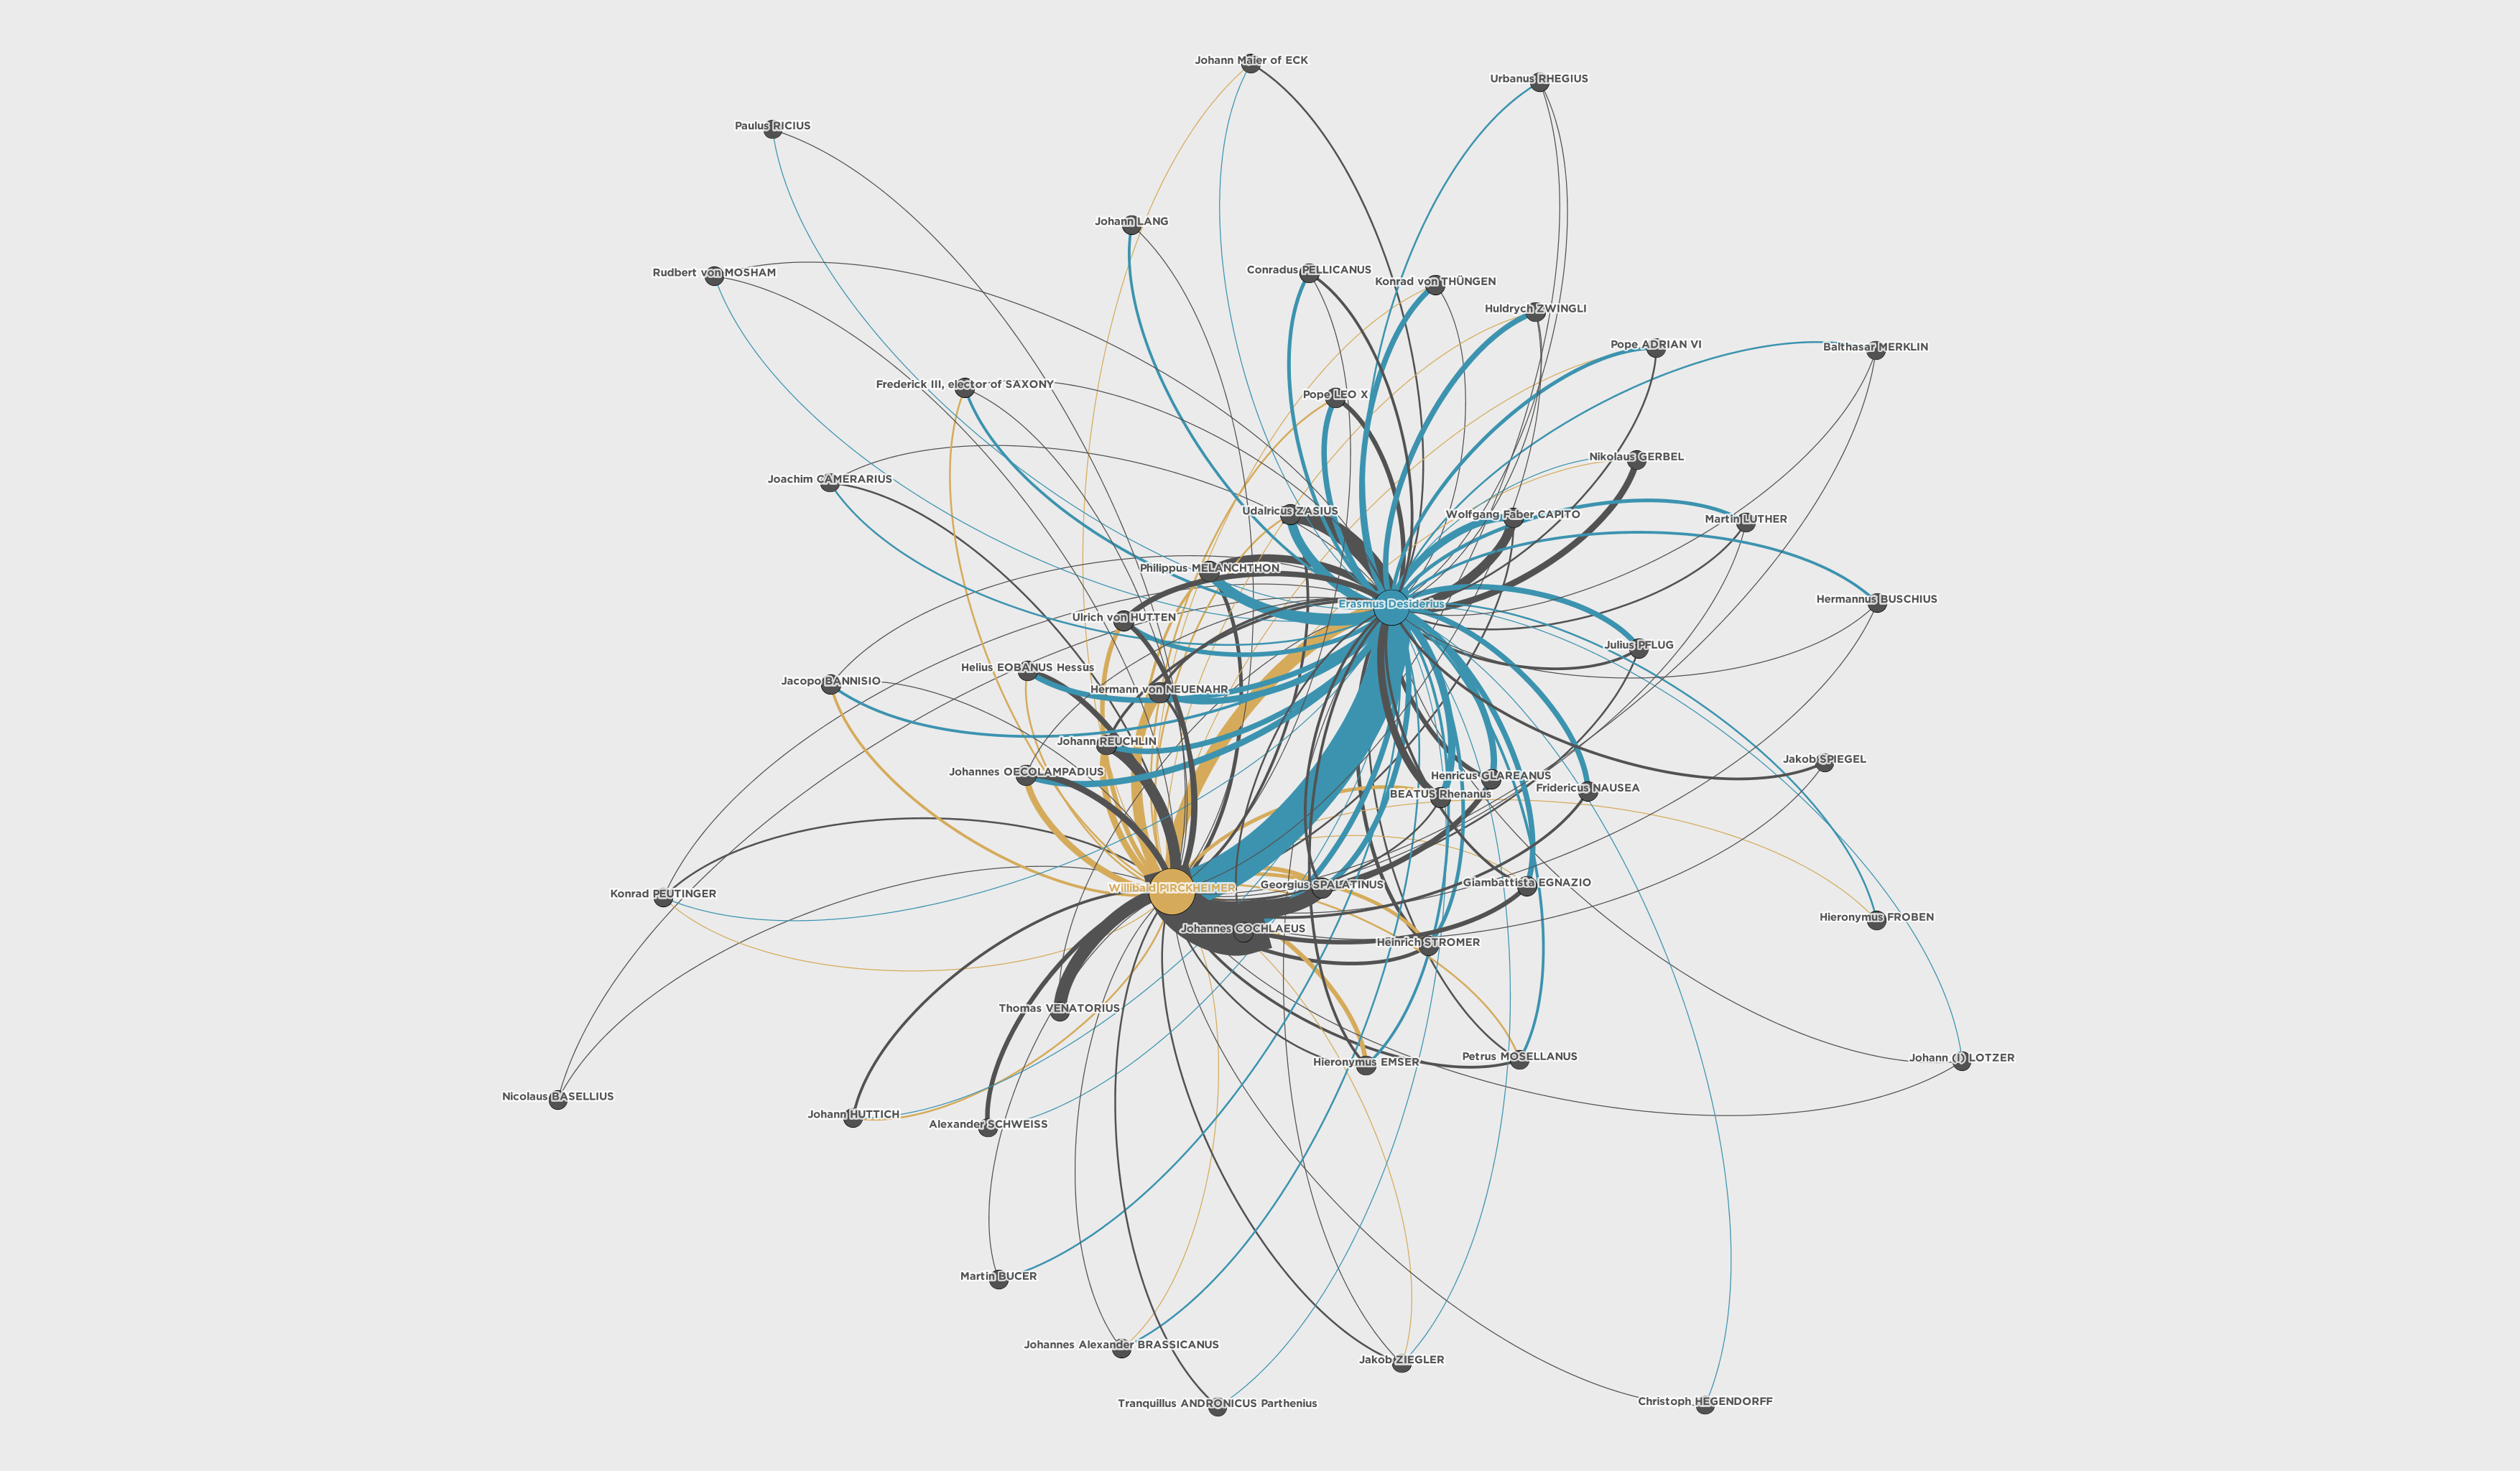 Johann Maier of ECK
Urbanus RHEGIUS
Paulus RICIUS
Johann LANG
Rudbert von MOSHAM
Conradus PELLICANUS
Konrad von THÜNGEN
Huldrych ZWINGLI
Pope ADRIAN VI
Balthasar MERKLIN
Frederick III, elector of SAXONY
Pope LEO X
Nikolaus GERBEL
Joachim CAMERARIUS
Udalricus ZASIUS
Wolfgang Faber CAPITO
Martin LUTHER
Philippus MELANCHTHON
Hermannus BUSCHIUS
Erasmus Desiderius
Ulrich von HUTTEN
Julius PFLUG
Helius EOBANUS Hessus
Jacopo BANNISIO
Hermann von NEUENAHR
Johann REUCHLIN
Jakob SPIEGEL
Johannes OECOLAMPADIUS
Henricus GLAREANUS
Fridericus NAUSEA
BEATUS Rhenanus
Georgius SPALATINUS
Giambattista EGNAZIO
Willibald PIRCKHEIMER
Konrad PEUTINGER
Hieronymus FROBEN
Johannes COCHLAEUS
Heinrich STROMER
Thomas VENATORIUS
Petrus MOSELLANUS
Johann (I) LOTZER
Hieronymus EMSER
Nicolaus BASELLIUS
Johann HUTTICH
Alexander SCHWEISS
Martin BUCER
Johannes Alexander BRASSICANUS
Jakob ZIEGLER
Christoph HEGENDORFF
Tranquillus ANDRONICUS Parthenius